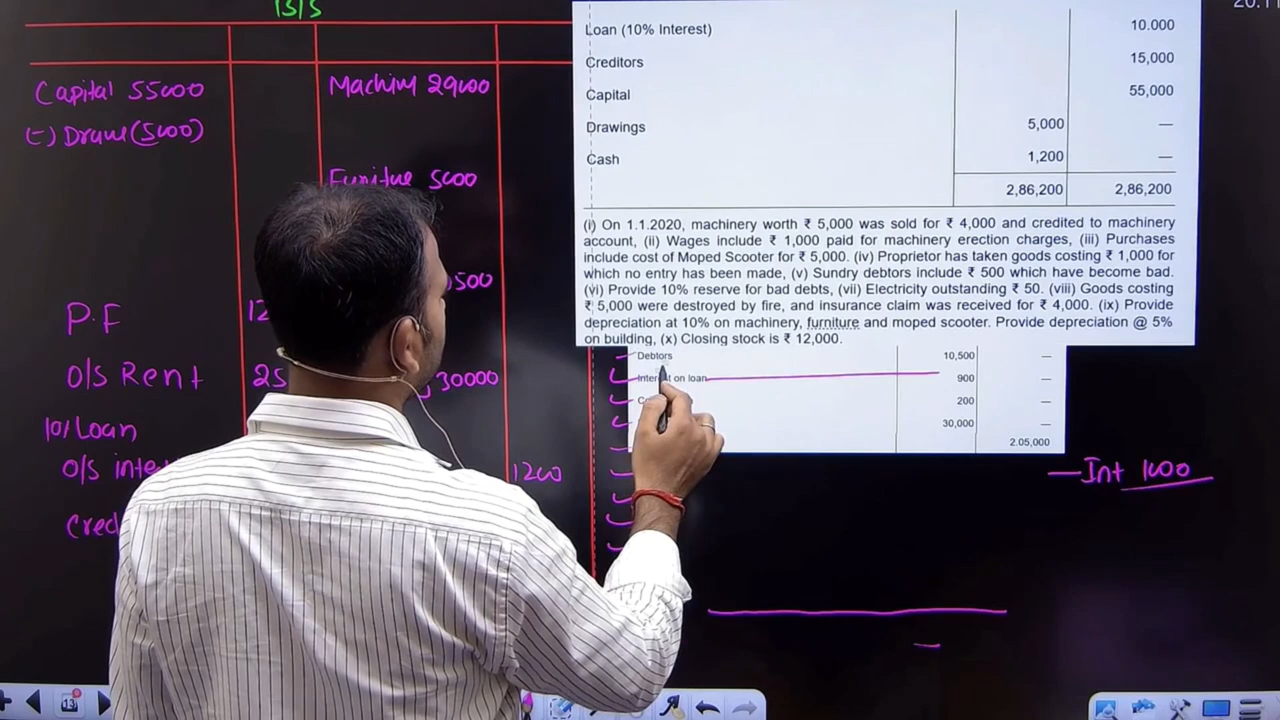 B/S
Capital 55000
(-) Draw (5000)
Machine 29000
Furnitue 5000
P.F
O/S Rent
30000
10/Loan
1200
Loan (10% Interest) 10.000
Creditors 15,000
Capital 55,000
Drawings 5,000 —
Cash 1,200 —
2,86,200 2,86,200
(i) On 1.1.2020, machinery worth ₹ 5,000 was sold for ₹ 4,000 and credited to machinery
account, (ii) Wages include ₹ 1,000 paid for machinery erection charges, (iii) Purchases
include cost of Moped Scooter for ₹ 5,000. (iv) Proprietor has taken goods costing ₹ 1,000 for
which no entry has been made, (v) Sundry debtors include ₹ 500 which have become bad.
(vi) Provide 10% reserve for bad debts, (vii) Electricity outstanding ₹ 50. (viii) Goods costing
₹ 5,000 were destroyed by fire, and insurance claim was received for ₹ 4,000. (ix) Provide
depreciation at 10% on machinery, furniture and moped scooter. Provide depreciation @ 5%
on building, (x) Closing stock is ₹ 12,000.
Debtors 10,500 —
Interest on loan 900 —
200 —
30,000 —
2.05,000
— Int 1000
13